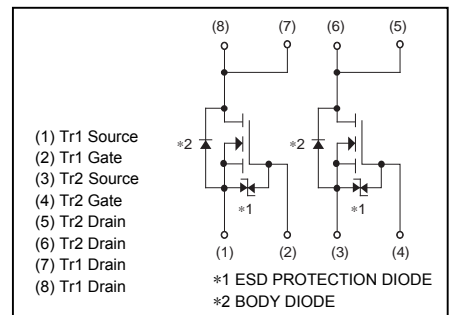 (8) (7) (6) (5)
(1) Tr1 Source
(2) Tr1 Gate
(3) Tr2 Source
(4) Tr2 Gate
(5) Tr2 Drain
(6) Tr2 Drain
(7) Tr1 Drain
(8) Tr1 Drain
∗2 ∗2
∗1 ∗1
(1) (2) (3) (4)
∗1 ESD PROTECTION DIODE
∗2 BODY DIODE